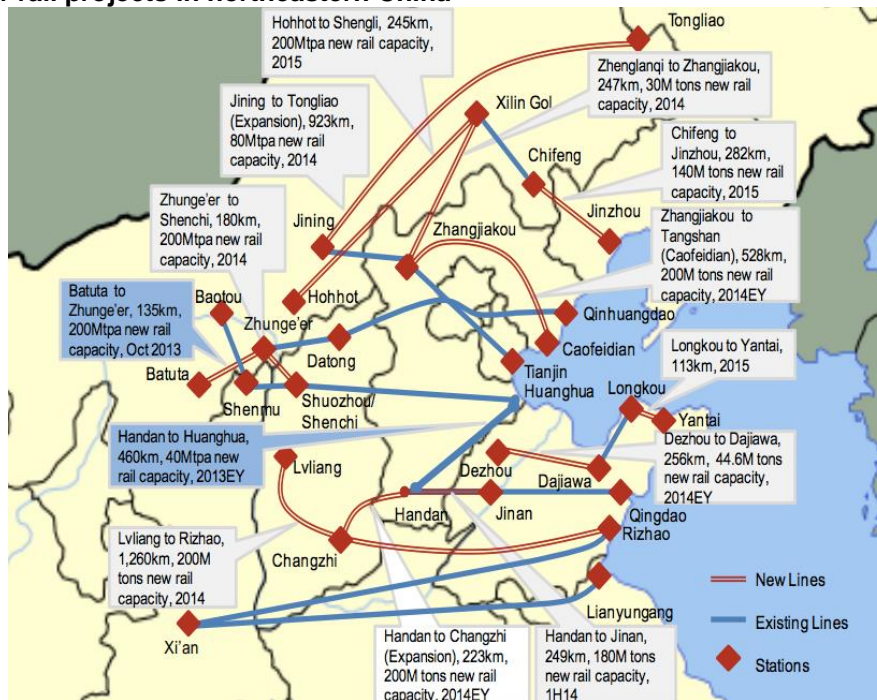 rail projects in northeastern China
Hohhot to Shengli, 245km,
200Mtpa new rail capacity,
2015
Tongliao
Zhenglanqi to Zhangjiakou,
247km, 30M tons new rail
capacity, 2014
Jining to Tongliao
(Expansion), 923km,
80Mtpa new rail
capacity, 2014
Xilin Gol
Chifeng to
Jinzhou, 282km,
140M tons new rail
capacity, 2015
Chifeng
Zhunge'er to
Shenchi, 180km,
200Mtpa new rail
capacity, 2014
Jinzhou
Jining
Zhangjiakou
Zhangjiakou to
Tangshan
(Caofeidian), 528km,
200M tons new rail
capacity, 2014EY
Batuta to
Zhunge'er, 135km,
200Mtpa new rail
capacity, Oct 2013
Baotou
Hohhot
Zhunge'er
Qinhuangdao
Datong
Caofeidian
Longkou to Yantai,
113km, 2015
Batuta
Shenmu
Shuozhou/
Shenchi
Tianjin
Huanghua
Longkou
Yantai
Handan to Huanghua,
460km, 40Mtpa new
rail capacity, 2013EY
Lvliang
Dezhou
Dajiawa
Dezhou to Dajiawa,
256km, 44.6M tons
new rail capacity,
2014EY
Handan
Jinan
Qingdao
Rizhao
Lvliang to Rizhao,
1,260km, 200M
tons new rail
capacity, 2014
Changzhi
New Lines
Lianyungang
Existing Lines
Xi'an
Stations
Handan to Changzhi
(Expansion), 223km,
200M tons new rail
capacity, 2014EY
Handan to Jinan,
249km, 180M tons
new rail capacity,
1H14